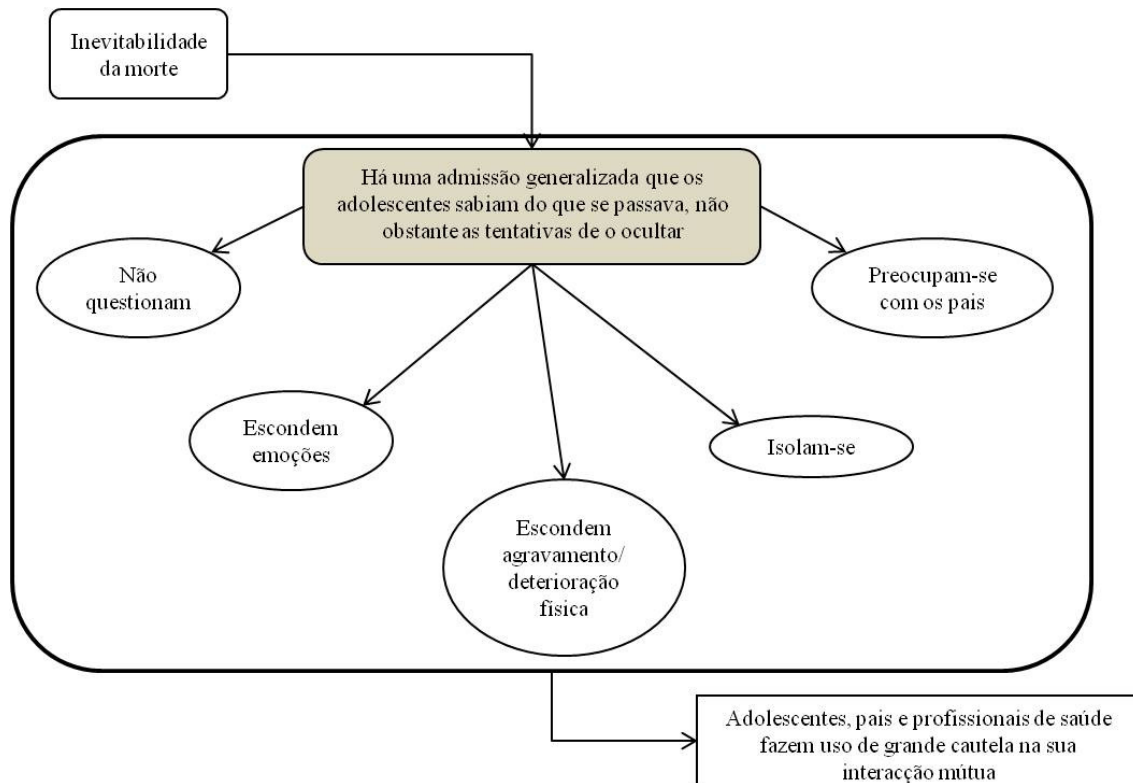 Inevitabilidade
da morte
Há uma admissão generalizada que os
adolescentes sabiam do que se passava, não
obstante as tentativas de o ocultar
Não
questionam
Preocupam-se
com os pais
Escondem
emoções
Isolam-se
Escondem
agravamento/
deterioração
física
Adolescentes, pais e profissionais de saúde
fazem uso de grande cautela na sua
interacção mútua